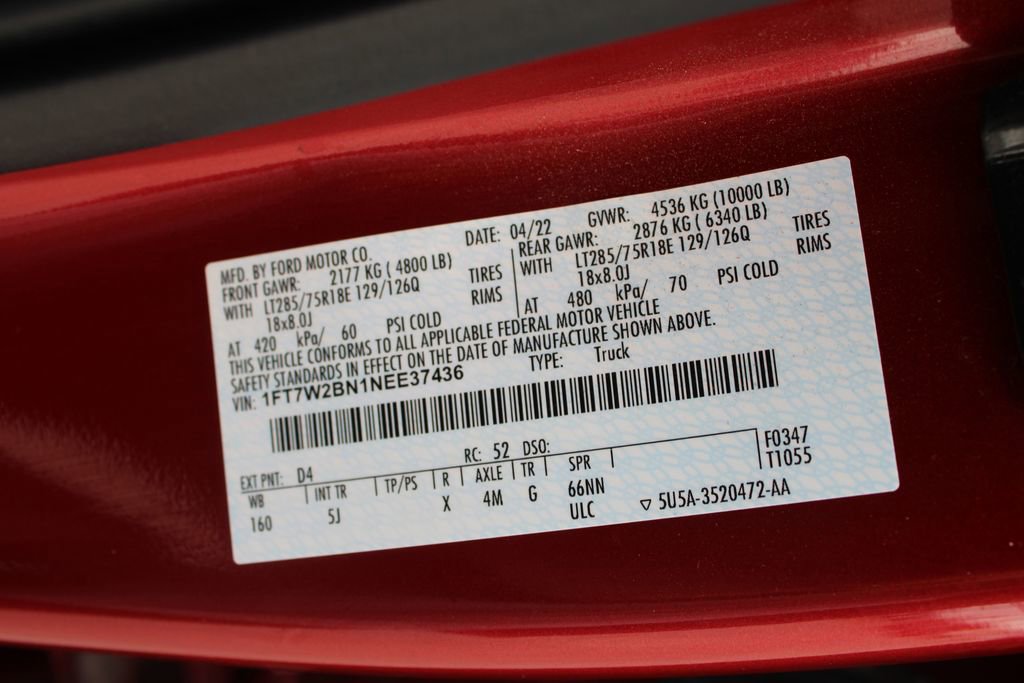 MFD. BY FORD MOTOR CO. DATE: 04/22 GVWR: 4536 KG (10000 LB)
FRONT GAWR: 2177 KG ( 4800 LB) REAR GAWR: 2876 KG ( 6340 LB)
WITH LT285/75R18E 129/126Q TIRES WITH LT285/75R18E 129/126Q TIRES
18x8.0J RIMS 18x8.0J RIMS
AT 420 kPa/ 60 PSI COLD AT 480 kPa/ 70 PSI COLD
THIS VEHICLE CONFORMS TO ALL APPLICABLE FEDERAL MOTOR VEHICLE
SAFETY STANDARDS IN EFFECT ON THE DATE OF MANUFACTURE SHOWN ABOVE.
VIN: 1FT7W2BN1NEE37436 TYPE: Truck
EXT PNT: D4 RC: 52 DSO: F0347
WB INT TR TP/PS R AXLE TR SPR T1055
160 5J X 4M G 66NN
ULC ▽ 5U5A-3520472-AA